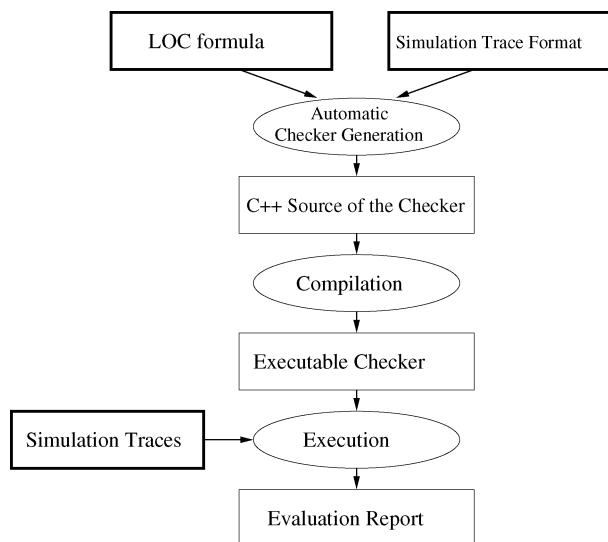 LOC formula
Simulation Trace Format
Automatic
Checker Generation
C++ Source of the Checker
Compilation
Executable Checker
Simulation Traces
Execution
Evaluation Report